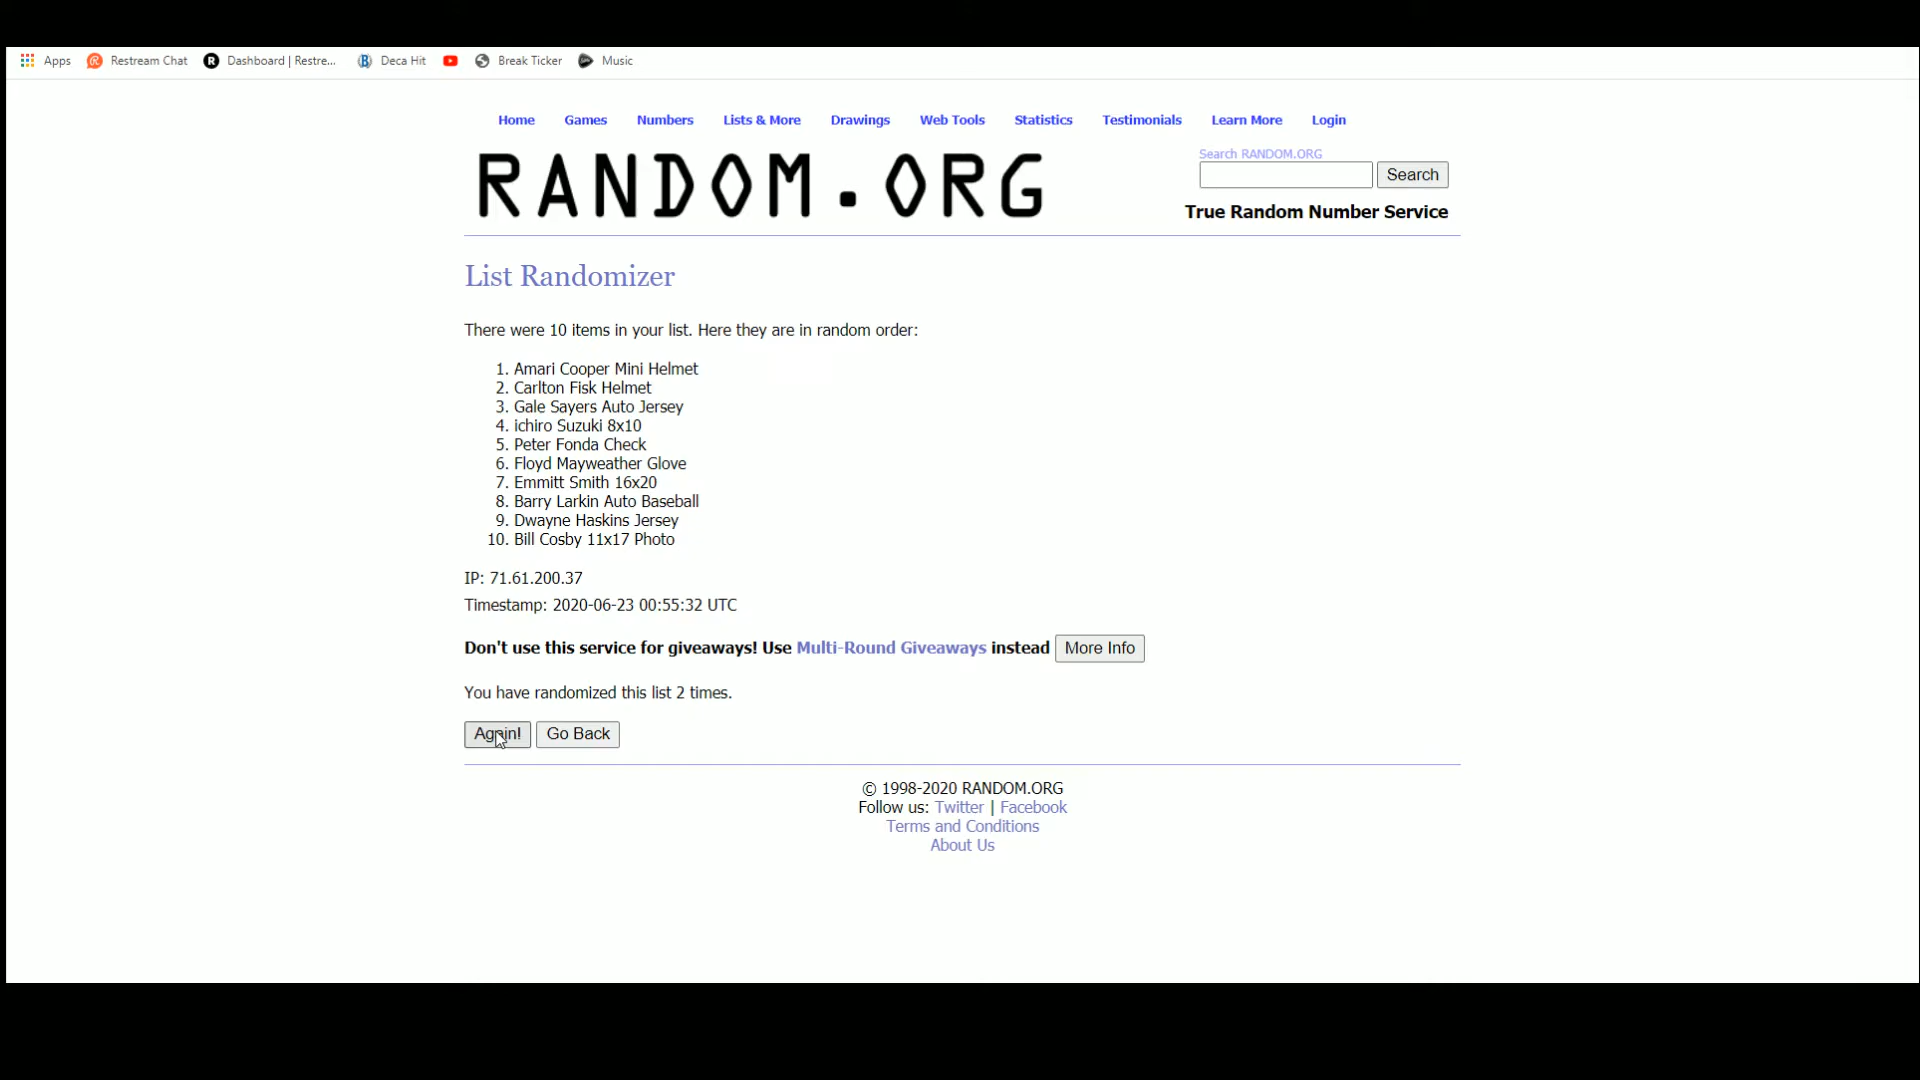 Apps Restream Chat Dashboard | Restre... Deca Hit Break Ticker Music
Home Games Numbers Lists & More Drawings Web Tools Statistics Testimonials Learn More Login
RANDOM.ORG
Search RANDOM.ORG
Search
True Random Number Service
List Randomizer
There were 10 items in your list. Here they are in random order:
1. Amari Cooper Mini Helmet
2. Carlton Fisk Helmet
3. Gale Sayers Auto Jersey
4. ichiro Suzuki 8x10
5. Peter Fonda Check
6. Floyd Mayweather Glove
7. Emmitt Smith 16x20
8. Barry Larkin Auto Baseball
9. Dwayne Haskins Jersey
10. Bill Cosby 11x17 Photo
IP: 71.61.200.37
Timestamp: 2020-06-23 00:55:32 UTC
Don't use this service for giveaways! Use Multi-Round Giveaways instead More Info
You have randomized this list 2 times.
Again! Go Back
© 1998-2020 RANDOM.ORG
Follow us: Twitter | Facebook
Terms and Conditions
About Us